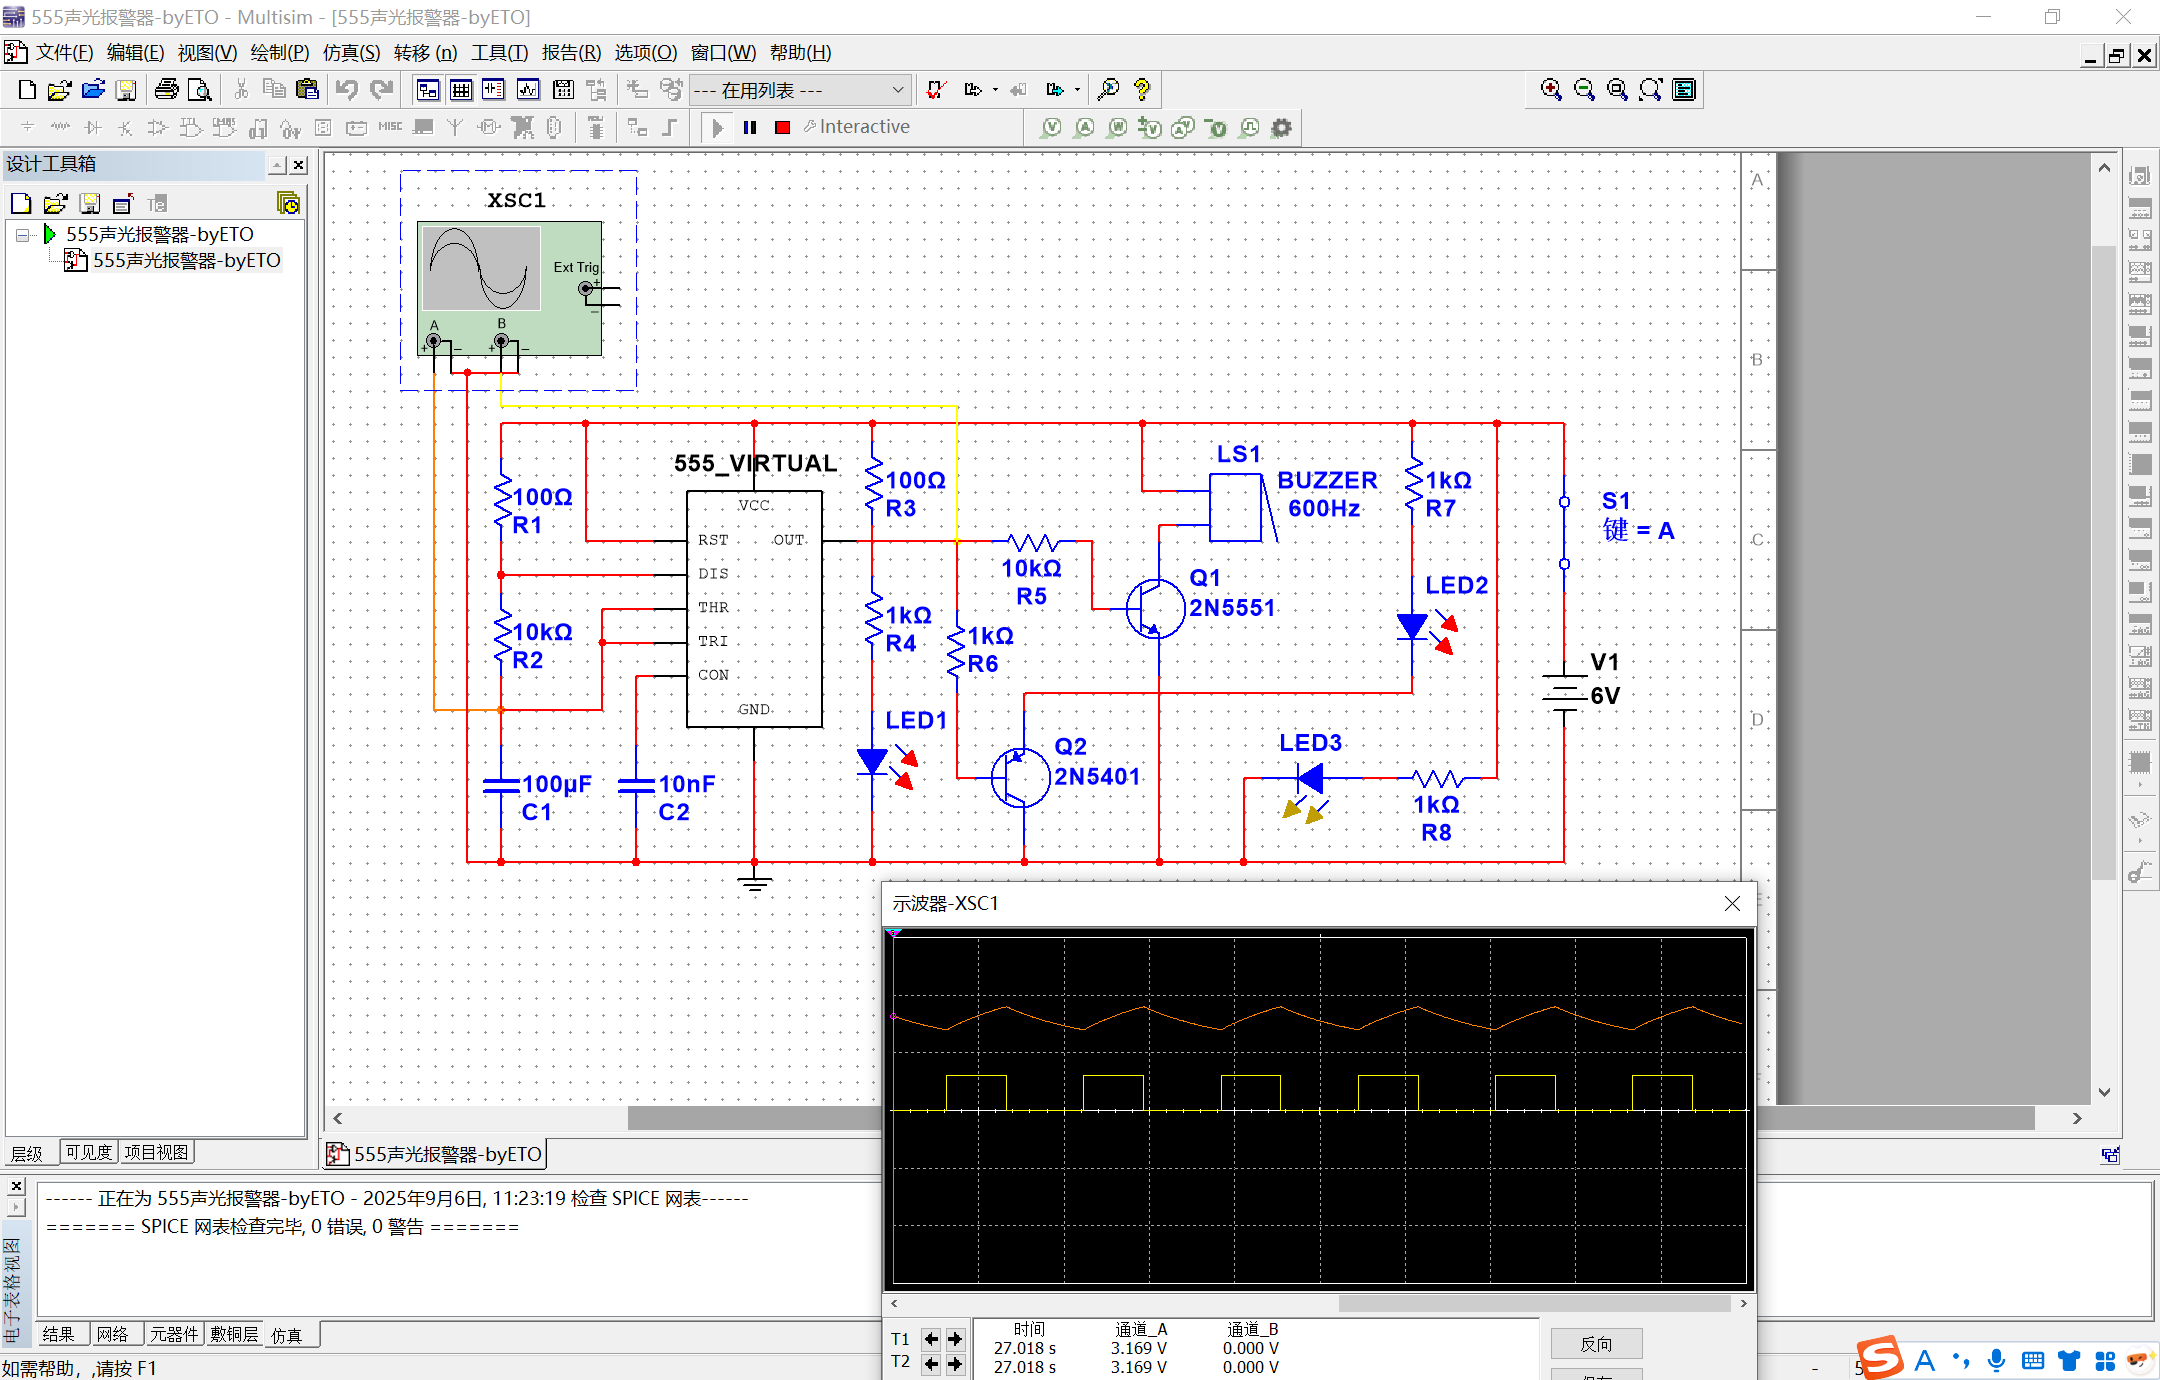 555声光报警器-byETO - Multisim - [555声光报警器-byETO]
文件(F) 编辑(E) 视图(V) 绘制(P) 仿真(S) 转移 (n) 工具(T) 报告(R) 选项(O) 窗口(W) 帮助(H)
--- 在用列表 ---
MISC
Interactive
设计工具箱
555声光报警器-byETO
555声光报警器-byETO
XSC1
Ext Trig
A
B
A
B
C
D
555_VIRTUAL
VCC
RST
OUT
DIS
THR
TRI
CON
GND
100Ω
R1
10kΩ
R2
100µF
C1
10nF
C2
100Ω
R3
1kΩ
R4
LED1
1kΩ
R6
10kΩ
R5
Q1
2N5551
Q2
2N5401
LS1
BUZZER
600Hz
1kΩ
R7
LED2
LED3
1kΩ
R8
S1
键 = A
V1
6V
层级 可见度 项目视图
555声光报警器-byETO
示波器-XSC1
T1
T2
时间 通道_A 通道_B
27.018 s 3.169 V 0.000 V
27.018 s 3.169 V 0.000 V
反向
电子表格视图
------ 正在为 555声光报警器-byETO - 2025年9月6日, 11:23:19 检查 SPICE 网表------
======= SPICE 网表检查完毕, 0 错误, 0 警告 =======
结果 网络 元器件 敷铜层 仿真
如需帮助，,请按 F1